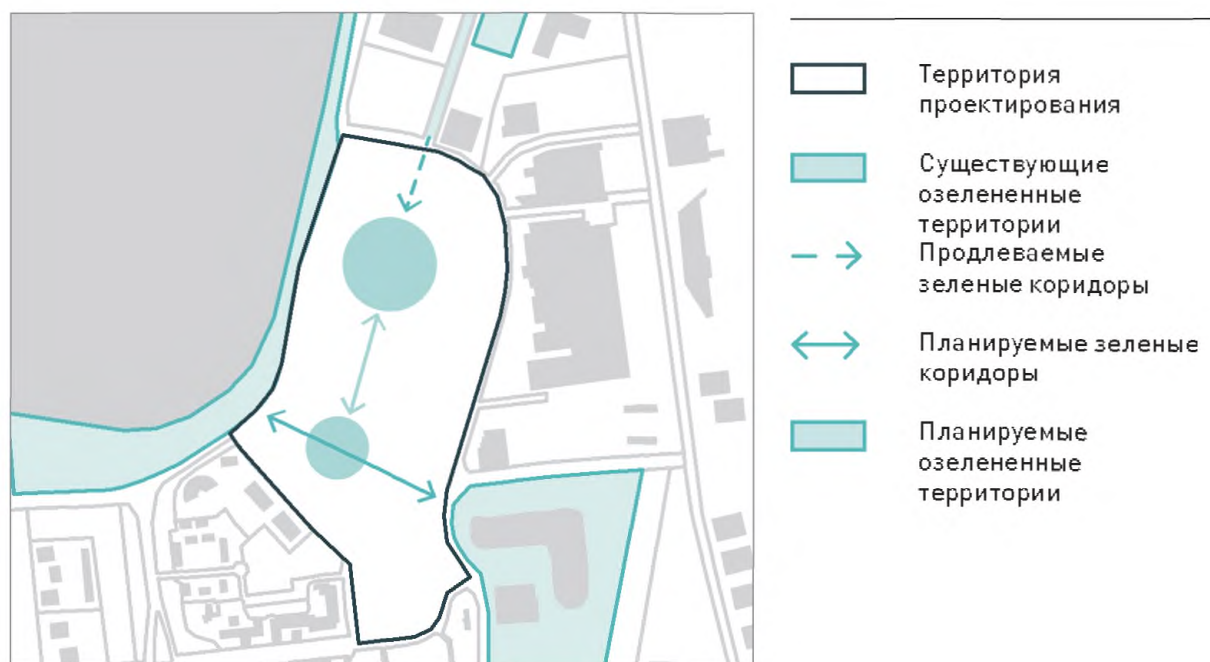 Территория
проектирования
Существующие
озелененные
территории
Продлеваемые
зеленые коридоры
Планируемые зеленые
коридоры
Планируемые
озелененные
территории